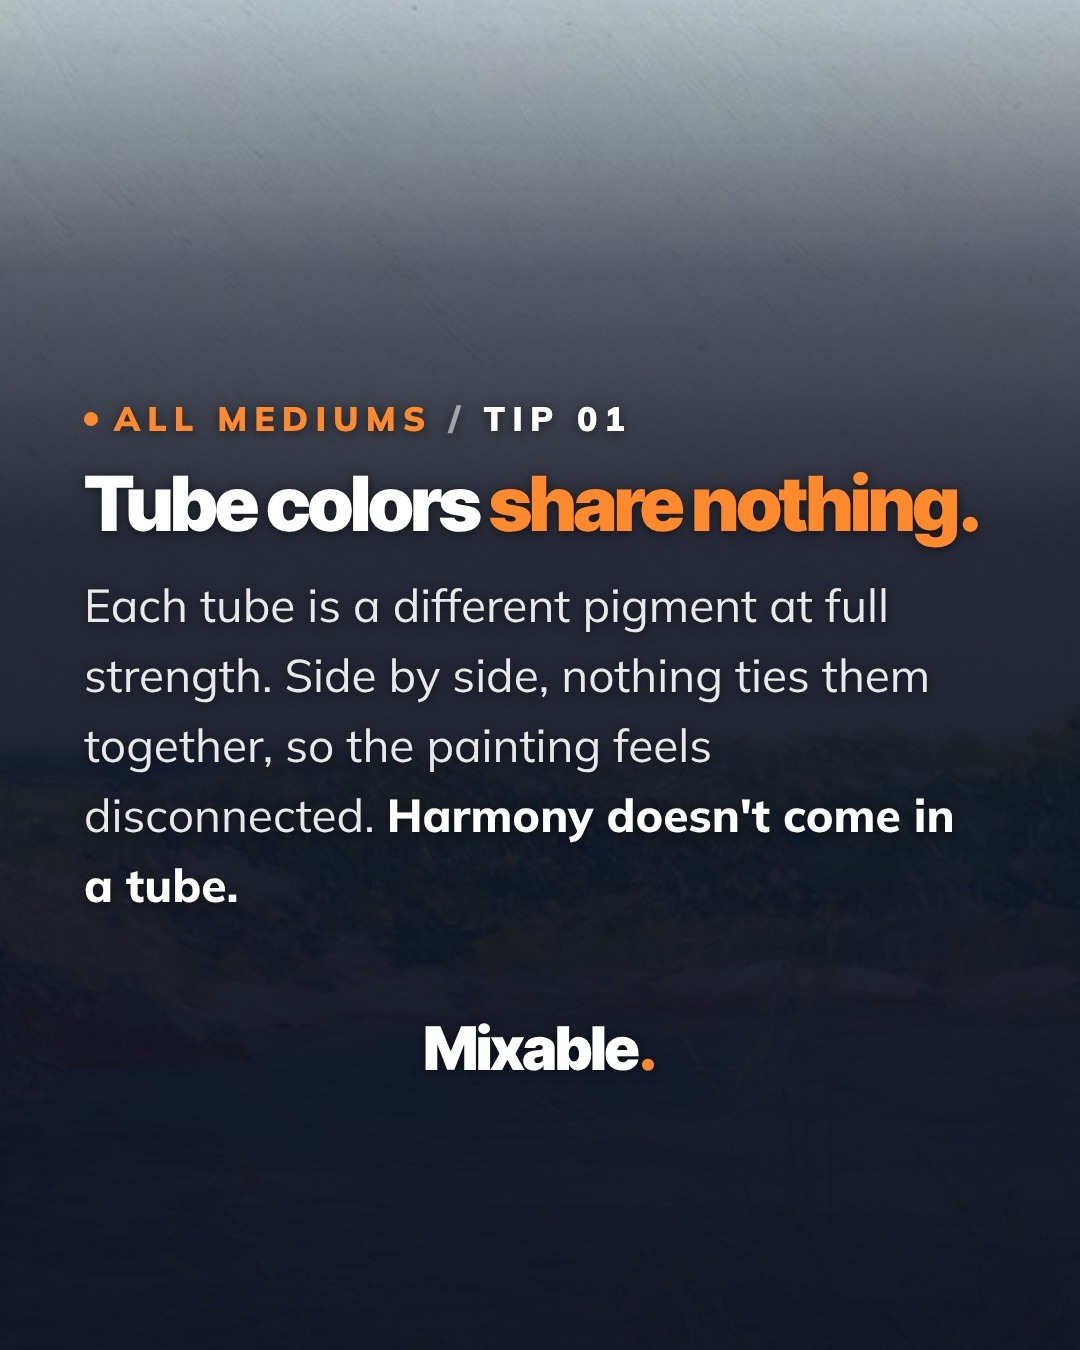 • ALL MEDIUMS / TIP 01
Tube colors share nothing.
Each tube is a different pigment at full
strength. Side by side, nothing ties them
together, so the painting feels
disconnected. Harmony doesn't come in
a tube.
Mixable.